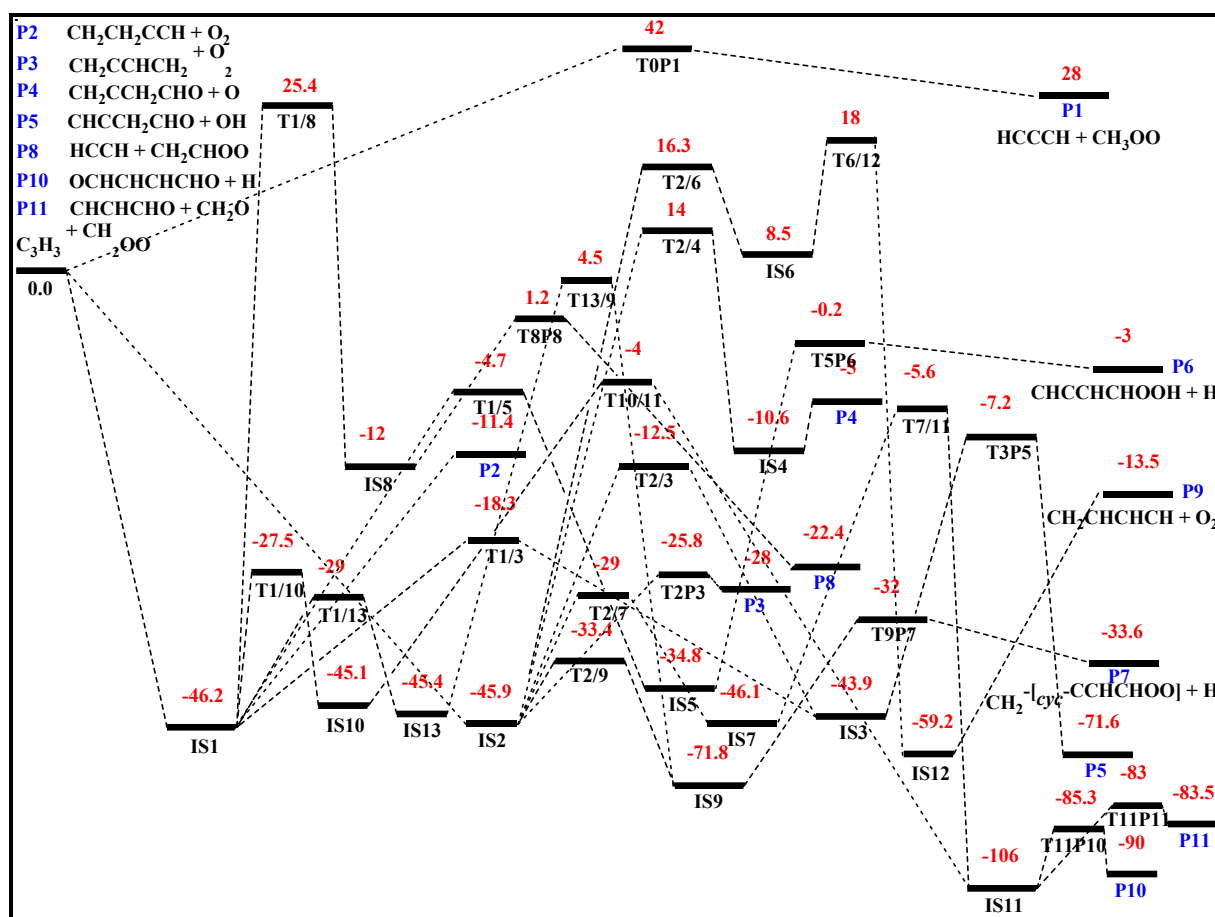 P2 CH2CH2CCH + O2
P3 CH2CCHCH2 + O2
P4 CH2CCH2CHO + O
P5 CHCCH2CHO + OH
P8 HCCH + CH2CHOO
P10 OCHCHCHCHO + H
P11 CHCHCHO + CH2O
C3H3 + CH2OO
0.0
42
T0P1
28
P1
HCCCH + CH3OO
25.4
T1/8
18
T6/12
16.3
T2/6
14
T2/4
8.5
IS6
4.5
T13/9
1.2
T8P8
-0.2
T5P6
-3
P6
CHCCHCHOOH + H
-4
T10/11
-4.7
T1/5
-5
P4
-5.6
T7/11
-7.2
T3P5
-10.6
IS4
-11.4
P2
-12
IS8
-12.5
T2/3
-13.5
P9
CH2CHCHCH + O2
-18.3
T1/3
-22.4
P8
-25.8
T2P3
-27.5
T1/10
-28
P3
-29
T1/13
-29
T2/7
-32
T9P7
-33.4
T2/9
-33.6
P7
CH2-[cyc-CCHCHOO] + H
-34.8
IS5
-43.9
IS3
-45.1
IS10
-45.4
IS13
-45.9
IS2
-46.1
IS7
-46.2
IS1
-59.2
IS12
-71.6
P5
-71.8
IS9
-83
T11P11
-83.5
P11
-85.3
T11P10
-90
P10
-106
IS11